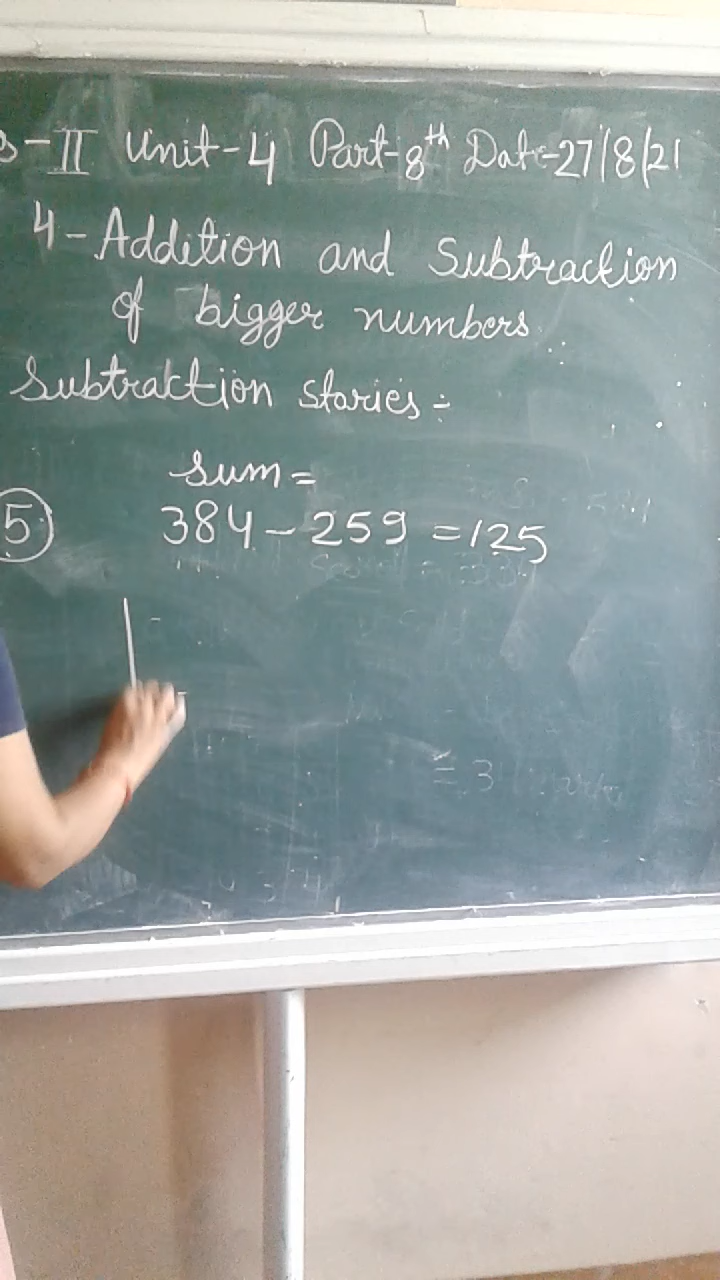 -II Unit-4 Part-8th Date-27/8/21
4-Addition and Subtraction
of bigger numbers
Subtraction stories:-
Sum=
5 384-259=125